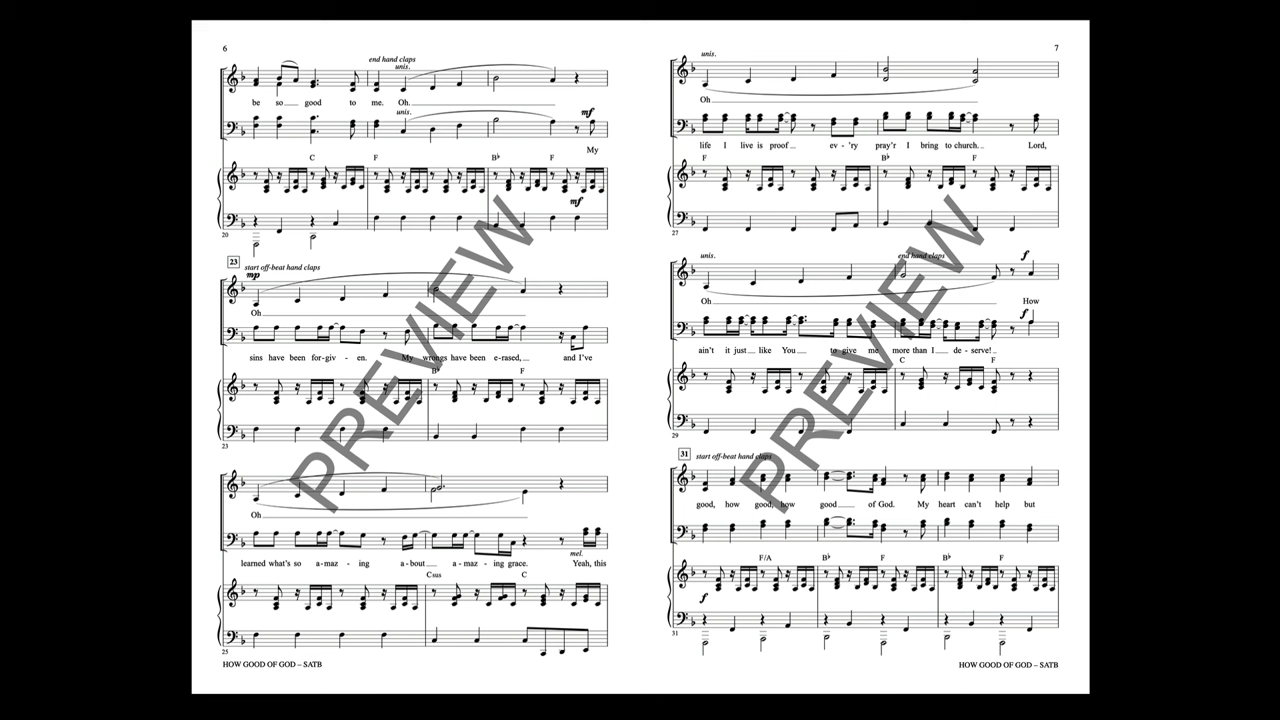 6
end hand claps
unis.
be so good to me. Oh.
unis.
mf
My
C F B♭ F
mf
20
23
start off-beat hand claps
mp
Oh
sins have been for-giv - en. My wrongs have been e-rased, and I've
B♭ F
23
Oh
learned what's so a-maz - ing a-bout a-maz-ing grace. Yeah, this
mel.
Csus C
25
HOW GOOD OF GOD – SATB
7
unis.
Oh
life I live is proof ev-'ry pray'r I bring to church. Lord,
F B♭ F
27
unis.
end hand claps
f
Oh How
f
ain't it just like You to give me more than I de-serve!
C F
29
31
start off-beat hand claps
good, how good, how good of God. My heart can't help but
F/A B♭ F B♭ F
f
31
HOW GOOD OF GOD – SATB
PREVIEW
PREVIEW